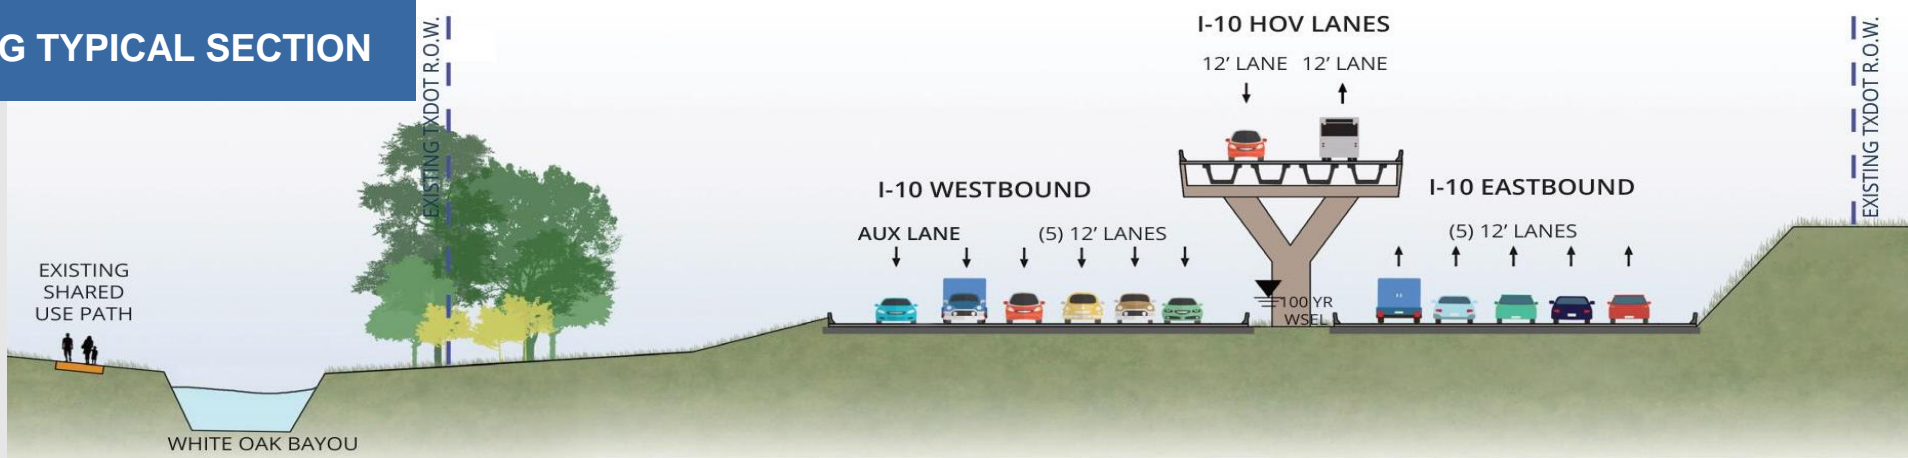 G TYPICAL SECTION
EXISTING TXDOT R.O.W.
I-10 HOV LANES
12' LANE 12' LANE
EXISTING TXDOT R.O.W.
I-10 WESTBOUND
I-10 EASTBOUND
AUX LANE
(5) 12' LANES
(5) 12' LANES
EXISTING
SHARED
USE PATH
100 YR
WSEL
WHITE OAK BAYOU